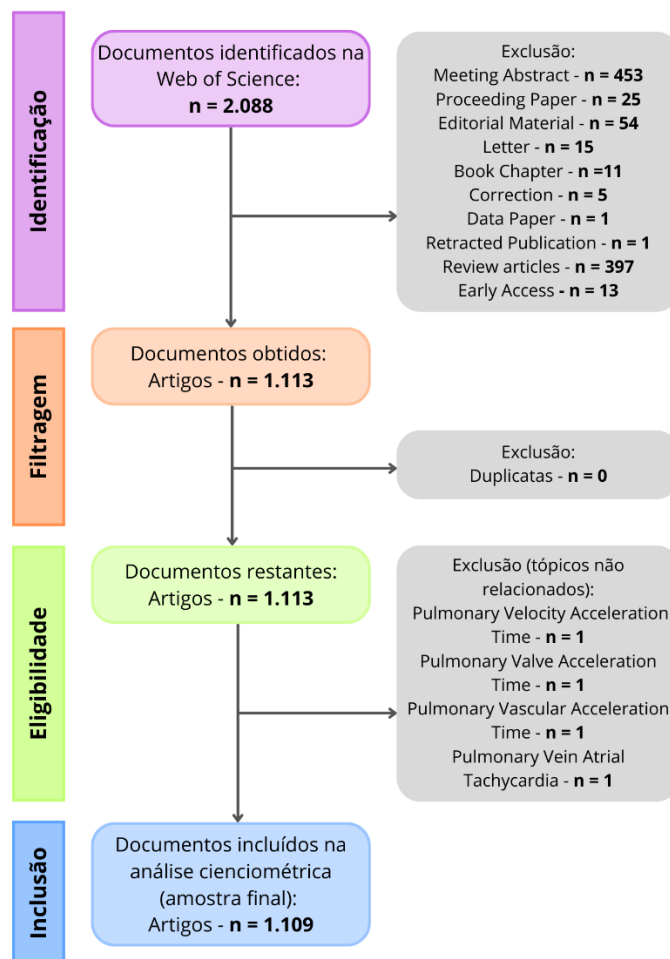 Identificação
Documentos identificados na
Web of Science:
n = 2.088
Exclusão:
Meeting Abstract - n = 453
Proceeding Paper - n = 25
Editorial Material - n = 54
Letter - n = 15
Book Chapter - n =11
Correction - n = 5
Data Paper - n = 1
Retracted Publication - n = 1
Review articles - n = 397
Early Access - n = 13
Filtragem
Documentos obtidos:
Artigos - n = 1.113
Exclusão:
Duplicatas - n = 0
Eligibilidade
Documentos restantes:
Artigos - n = 1.113
Exclusão (tópicos não
relacionados):
Pulmonary Velocity Acceleration
Time - n = 1
Pulmonary Valve Acceleration
Time - n = 1
Pulmonary Vascular Acceleration
Time - n = 1
Pulmonary Vein Atrial
Tachycardia - n = 1
Inclusão
Documentos incluídos na
análise cienciométrica
(amostra final):
Artigos - n = 1.109